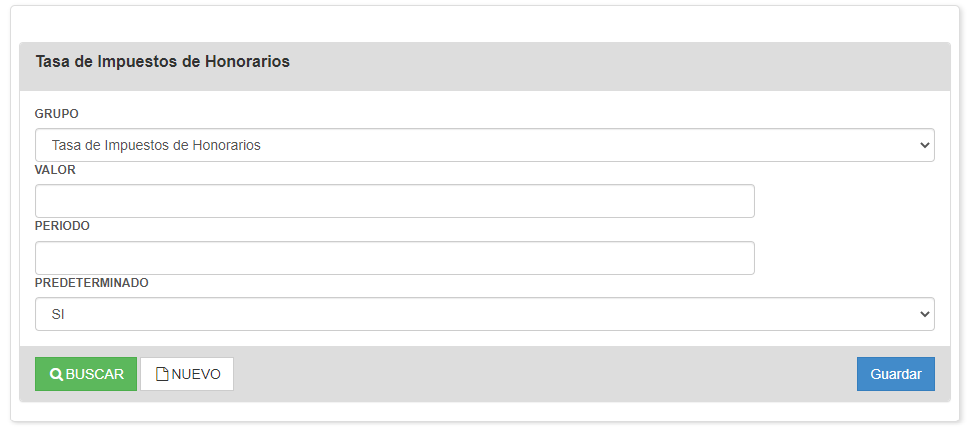 Tasa de Impuestos de Honorarios
GRUPO
Tasa de Impuestos de Honorarios
VALOR
PERIODO
PREDETERMINADO
SI
BUSCAR NUEVO Guardar